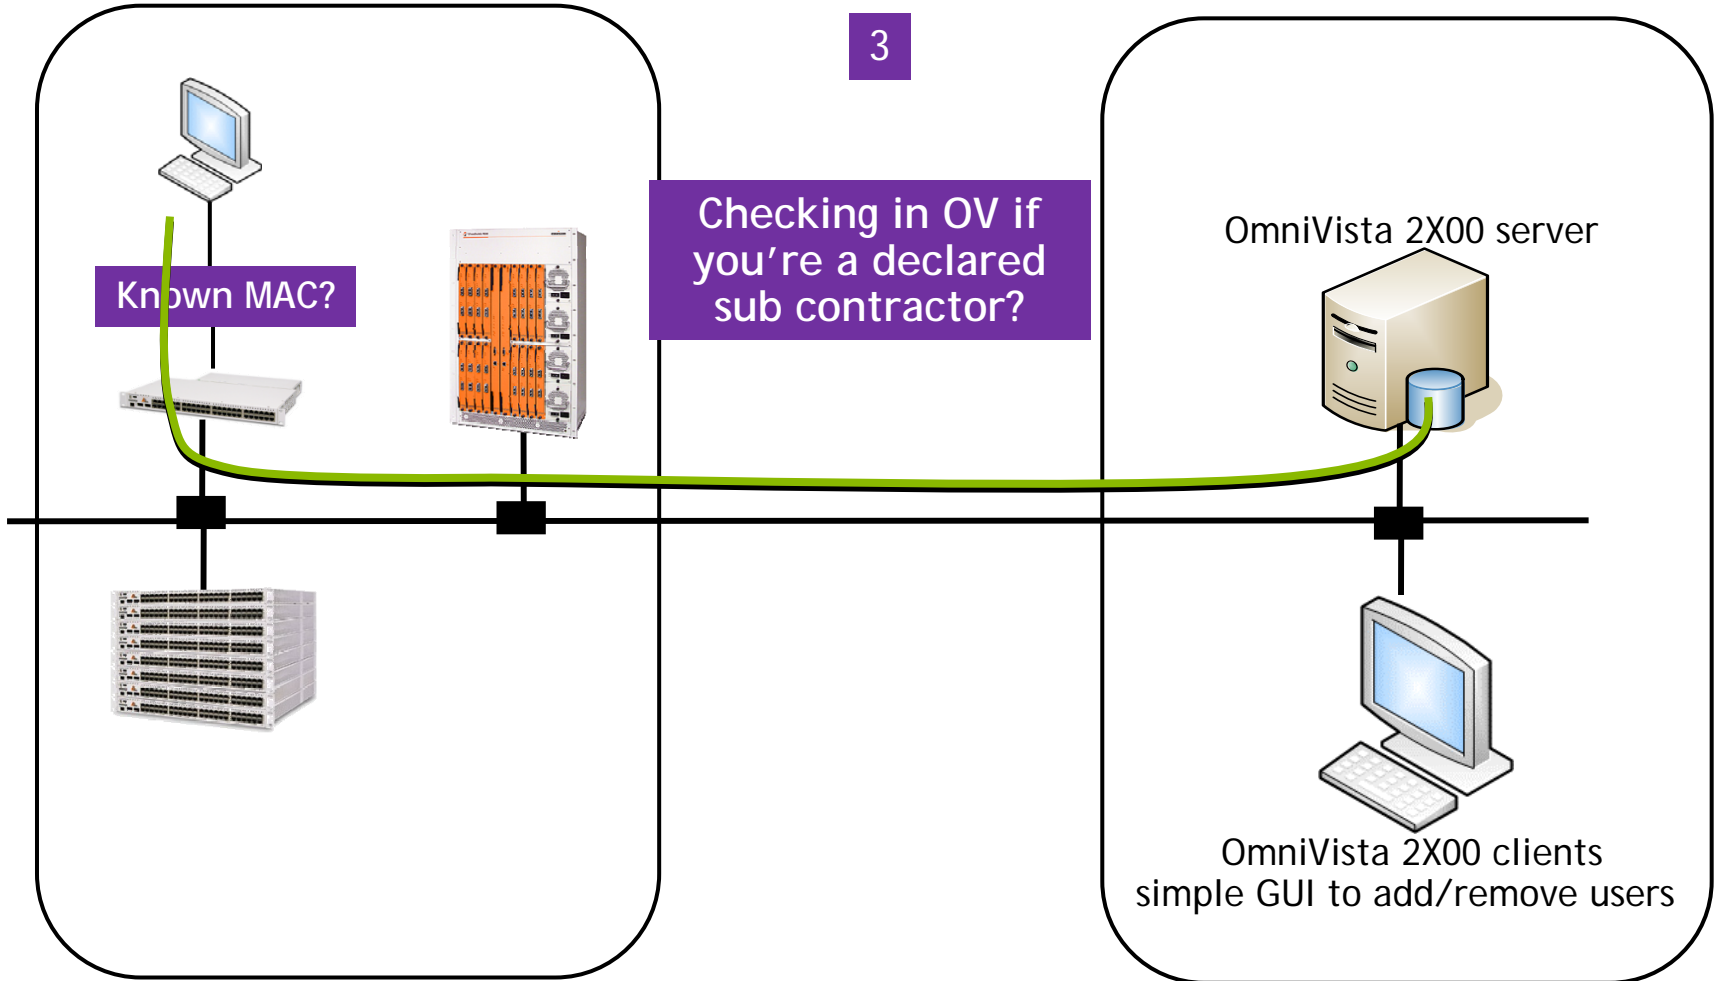 3
Checking in OV if
you're a declared
sub contractor?
Known MAC?
OmniVista 2X00 server
OmniVista 2X00 clients
simple GUI to add/remove users